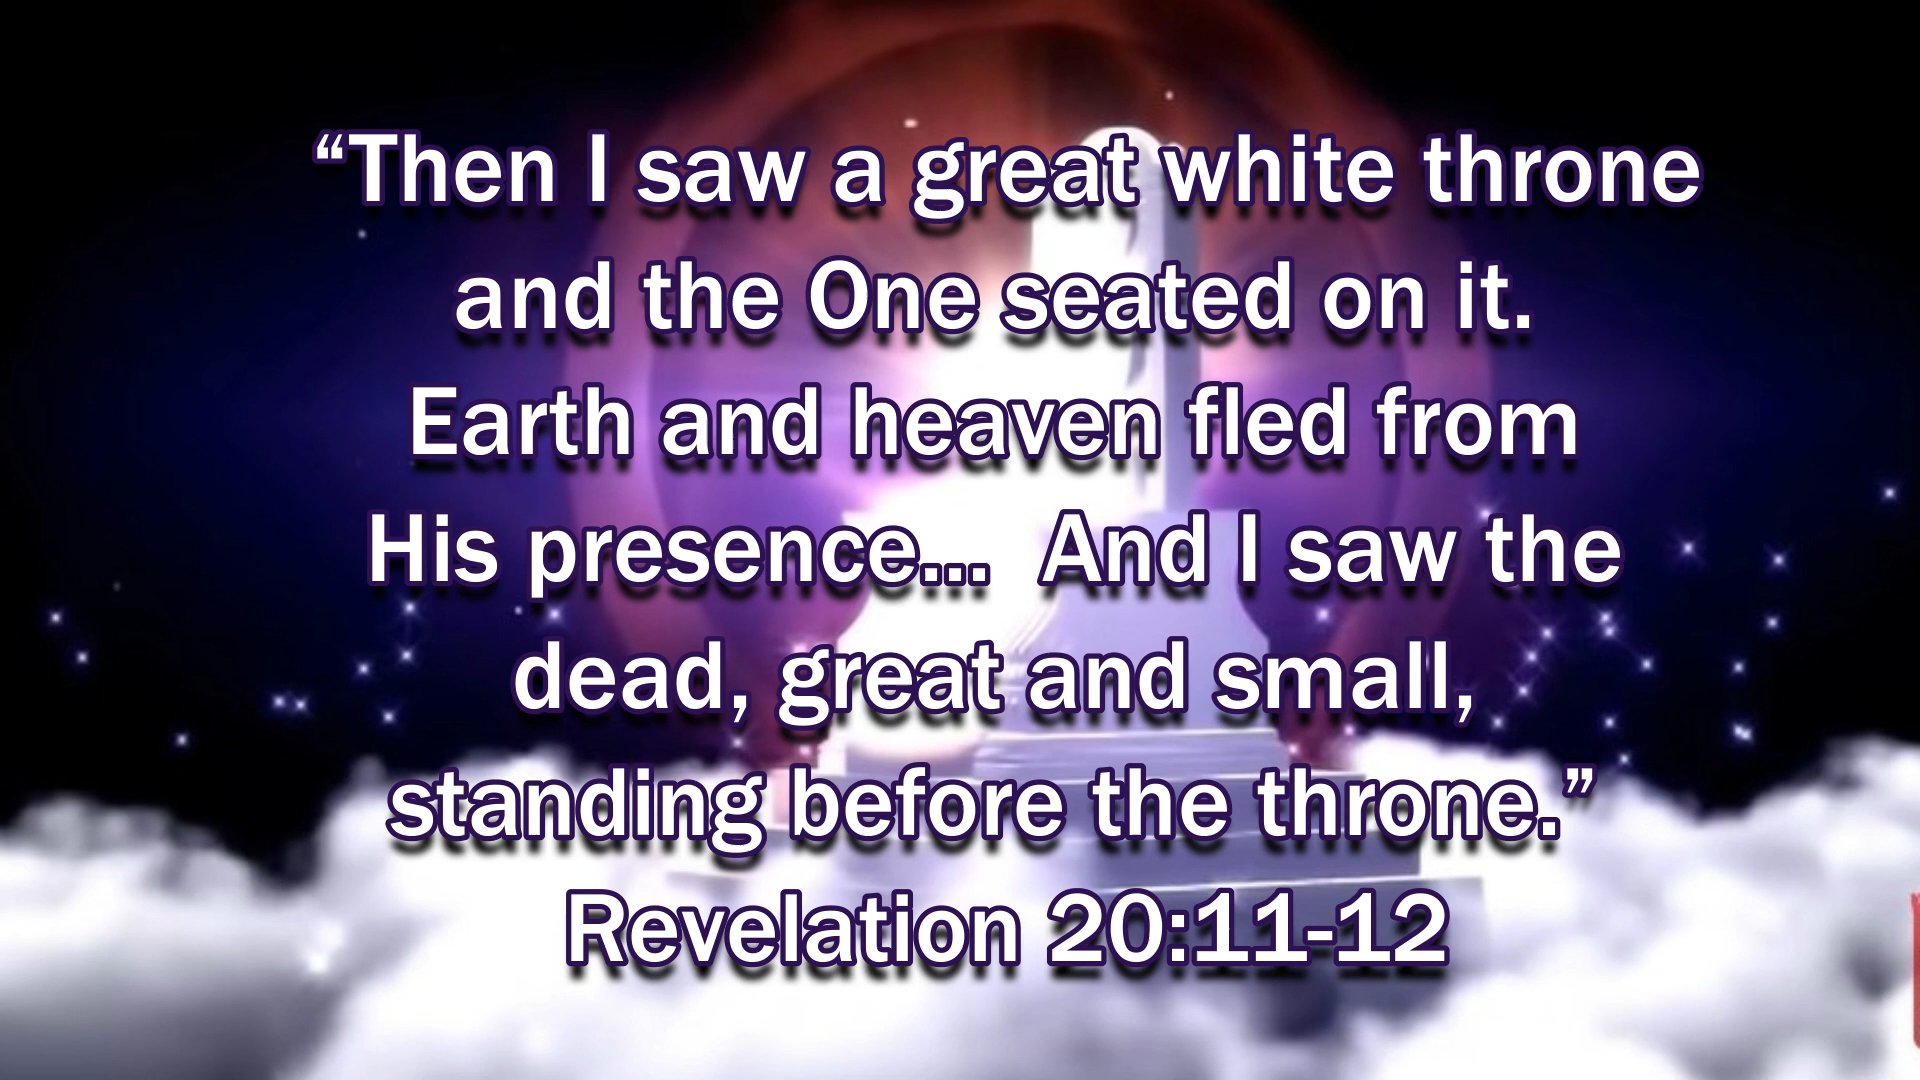 “Then I saw a great white throne
and the One seated on it.
Earth and heaven fled from
His presence...  And I saw the
dead, great and small,
standing before the throne.”
Revelation 20:11-12